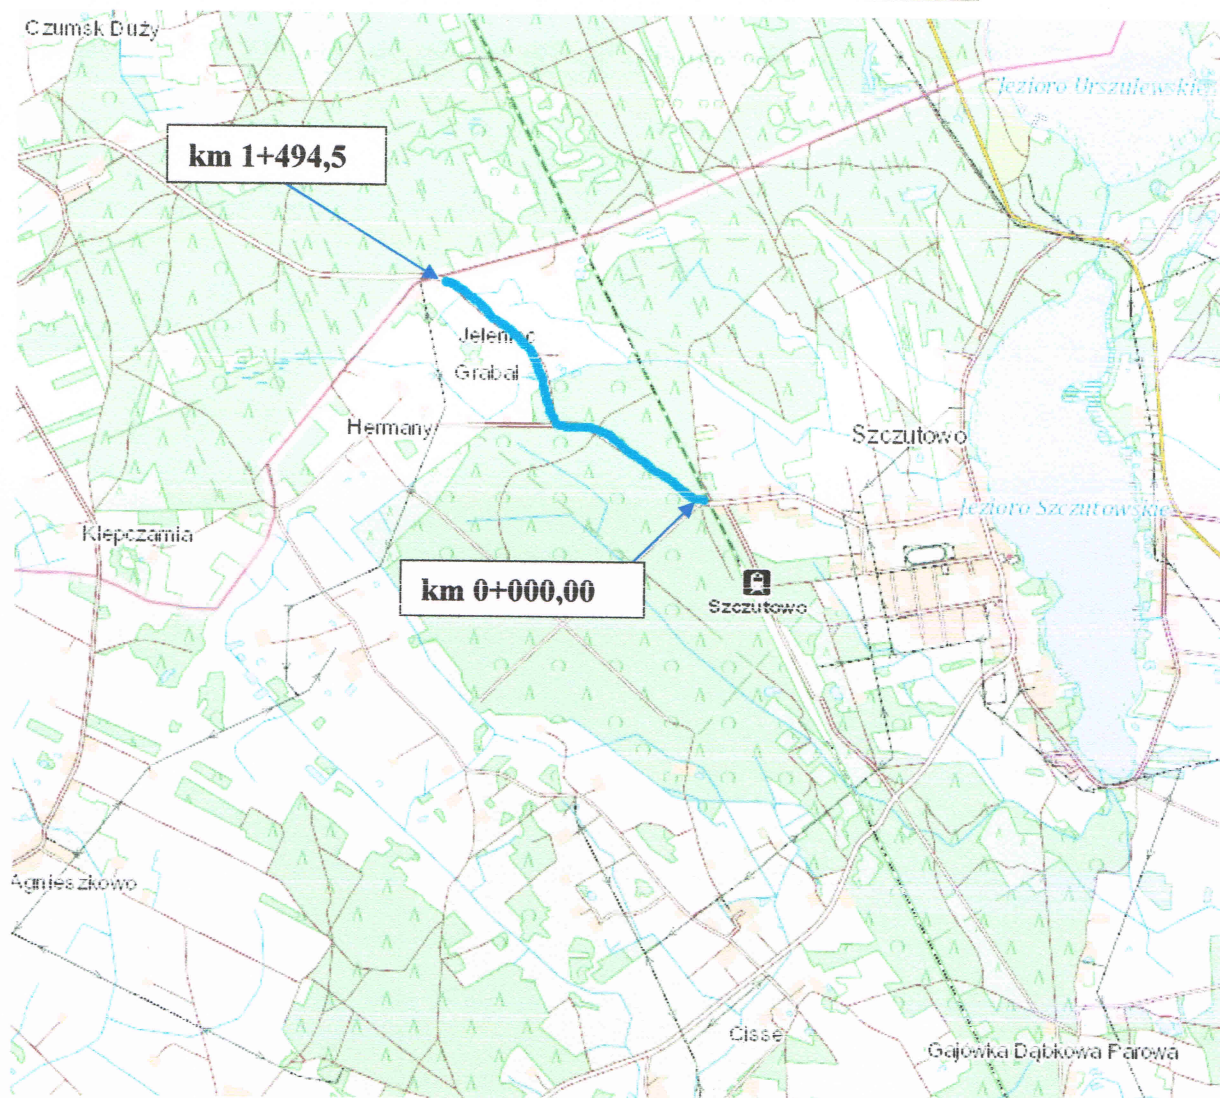 Czumsk Duży
Jezioro Urszulewskie
km 1+494,5
Jeleniec
Grabal
Hermany
Szczutowo
Jezioro Szczutowskie
Klepczarnia
km 0+000,00
Szczutowo
Agnieszkowo
Cisse
Gajówka Dąbkowa Parowa